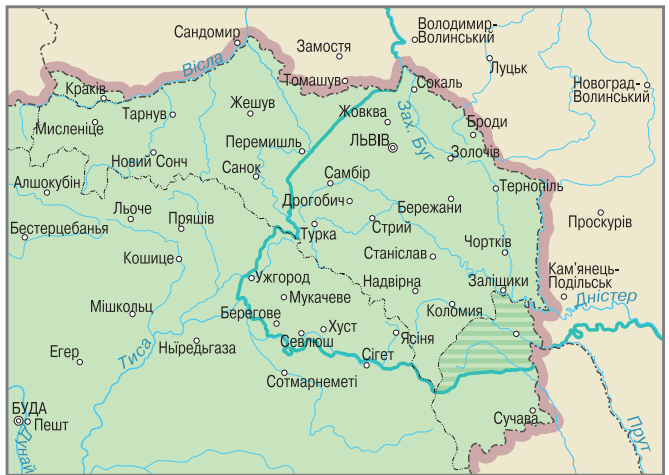 Володимир-
Волинський
Сандомир
Замостя
Луцьк
Вісла
Томашув
Новоград-
Волинський
Краків
Сокаль
Жешув
Тарнув
Жовква
Мисленіце
Зах. Буг
Броди
Перемишль
ЛЬВІВ
Золочів
Новий Сонч
Санок
Самбір
Тернопіль
Алшокубін
Дрогобич
Бережани
Льоче
Пряшів
Стрий
Проскурів
Бестерцебанья
Турка
Чортків
Кошице
Станіслав
Кам'янець-
Подільськ
Ужгород
Надвірна
Заліщики
Мукачеве
Дністер
Мішкольц
Берегове
Коломия
Хуст
Севлюш
Ясіня
Тиса
Ньіредьгаза
Егер
Сігет
Сотмарнеметі
БУДА
Пешт
Сучава
Дунай
Прут